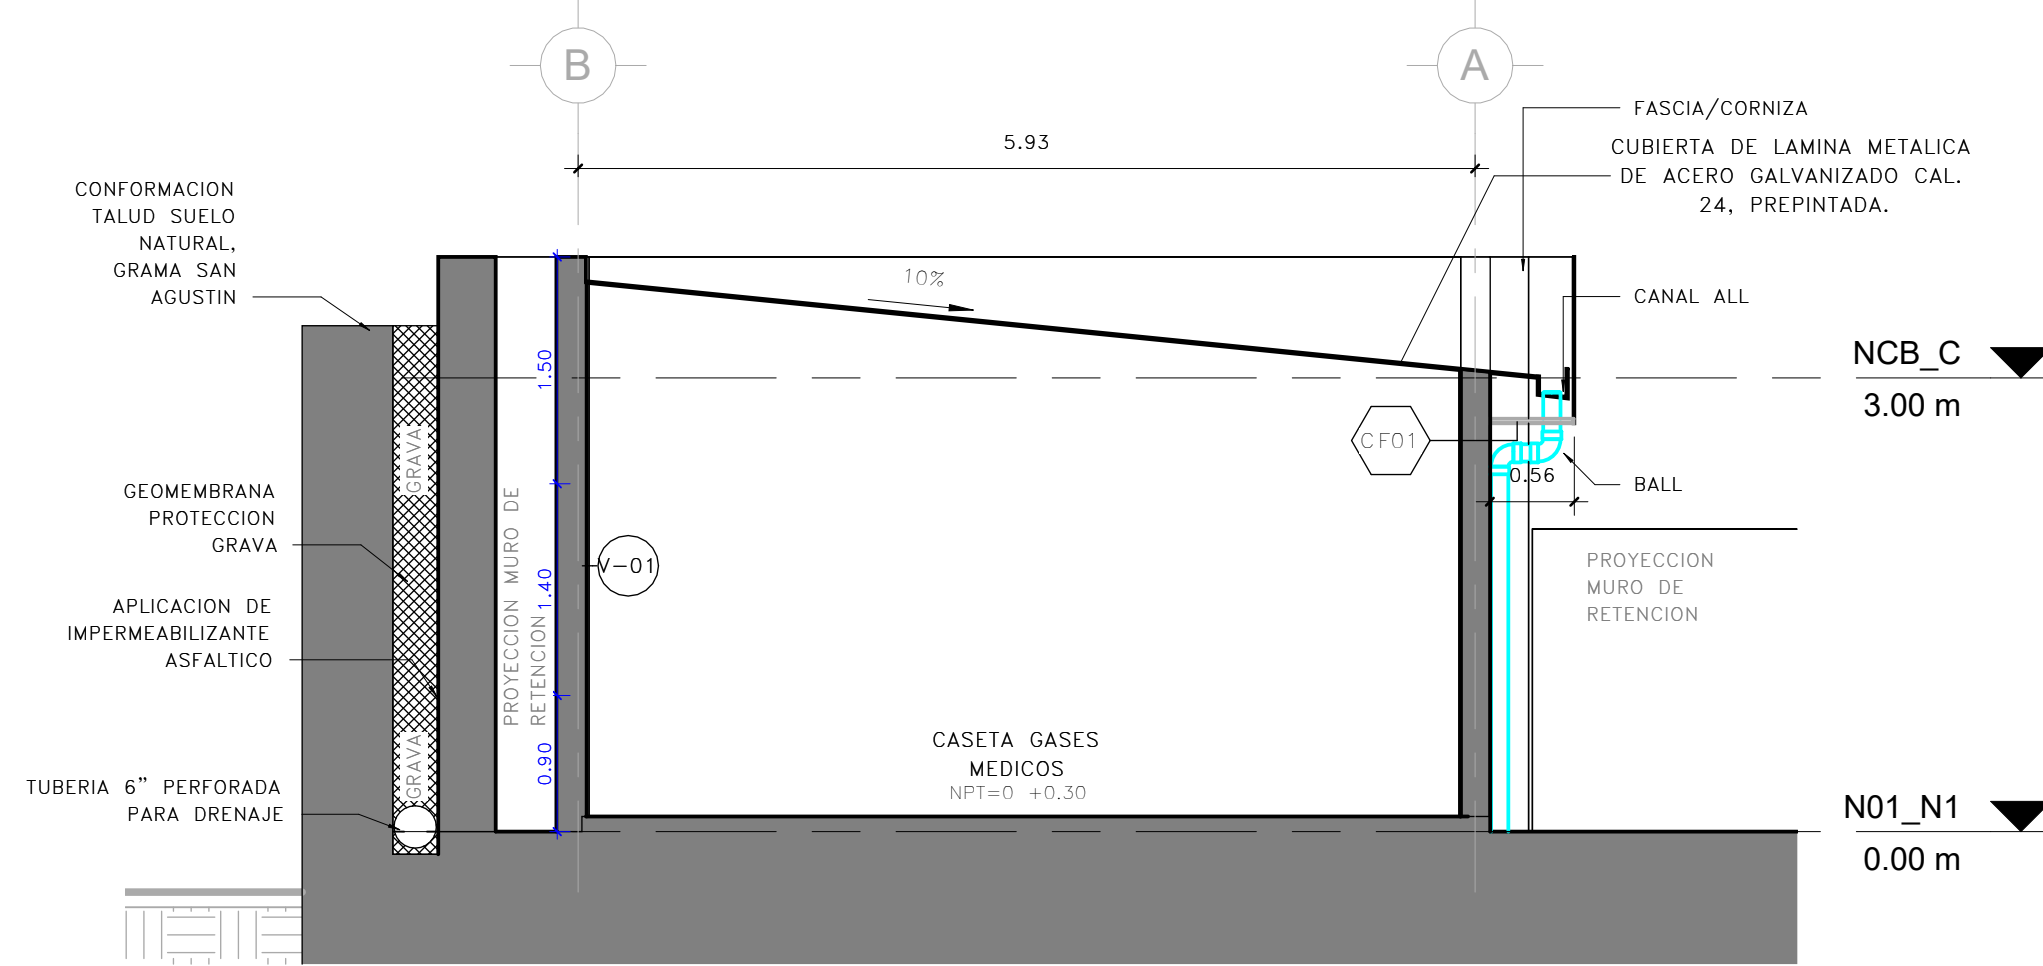 B
A
5.93
FASCIA/CORNIZA
CUBIERTA DE LAMINA METALICA
DE ACERO GALVANIZADO CAL.
24, PREPINTADA.
CONFORMACION
TALUD SUELO
NATURAL,
GRAMA SAN
AGUSTIN
10%
CANAL ALL
NCB_C
3.00 m
1.50
GRAVA
CF01
0.56
BALL
GEOMEMBRANA
PROTECCION
GRAVA
PROYECCION MURO DE
RETENCION
1.40
V-01
PROYECCION
MURO DE
RETENCION
APLICACION DE
IMPERMEABILIZANTE
ASFALTICO
0.90
GRAVA
CASETA GASES
MEDICOS
NPT=0 +0.30
TUBERIA 6” PERFORADA
PARA DRENAJE
N01_N1
0.00 m